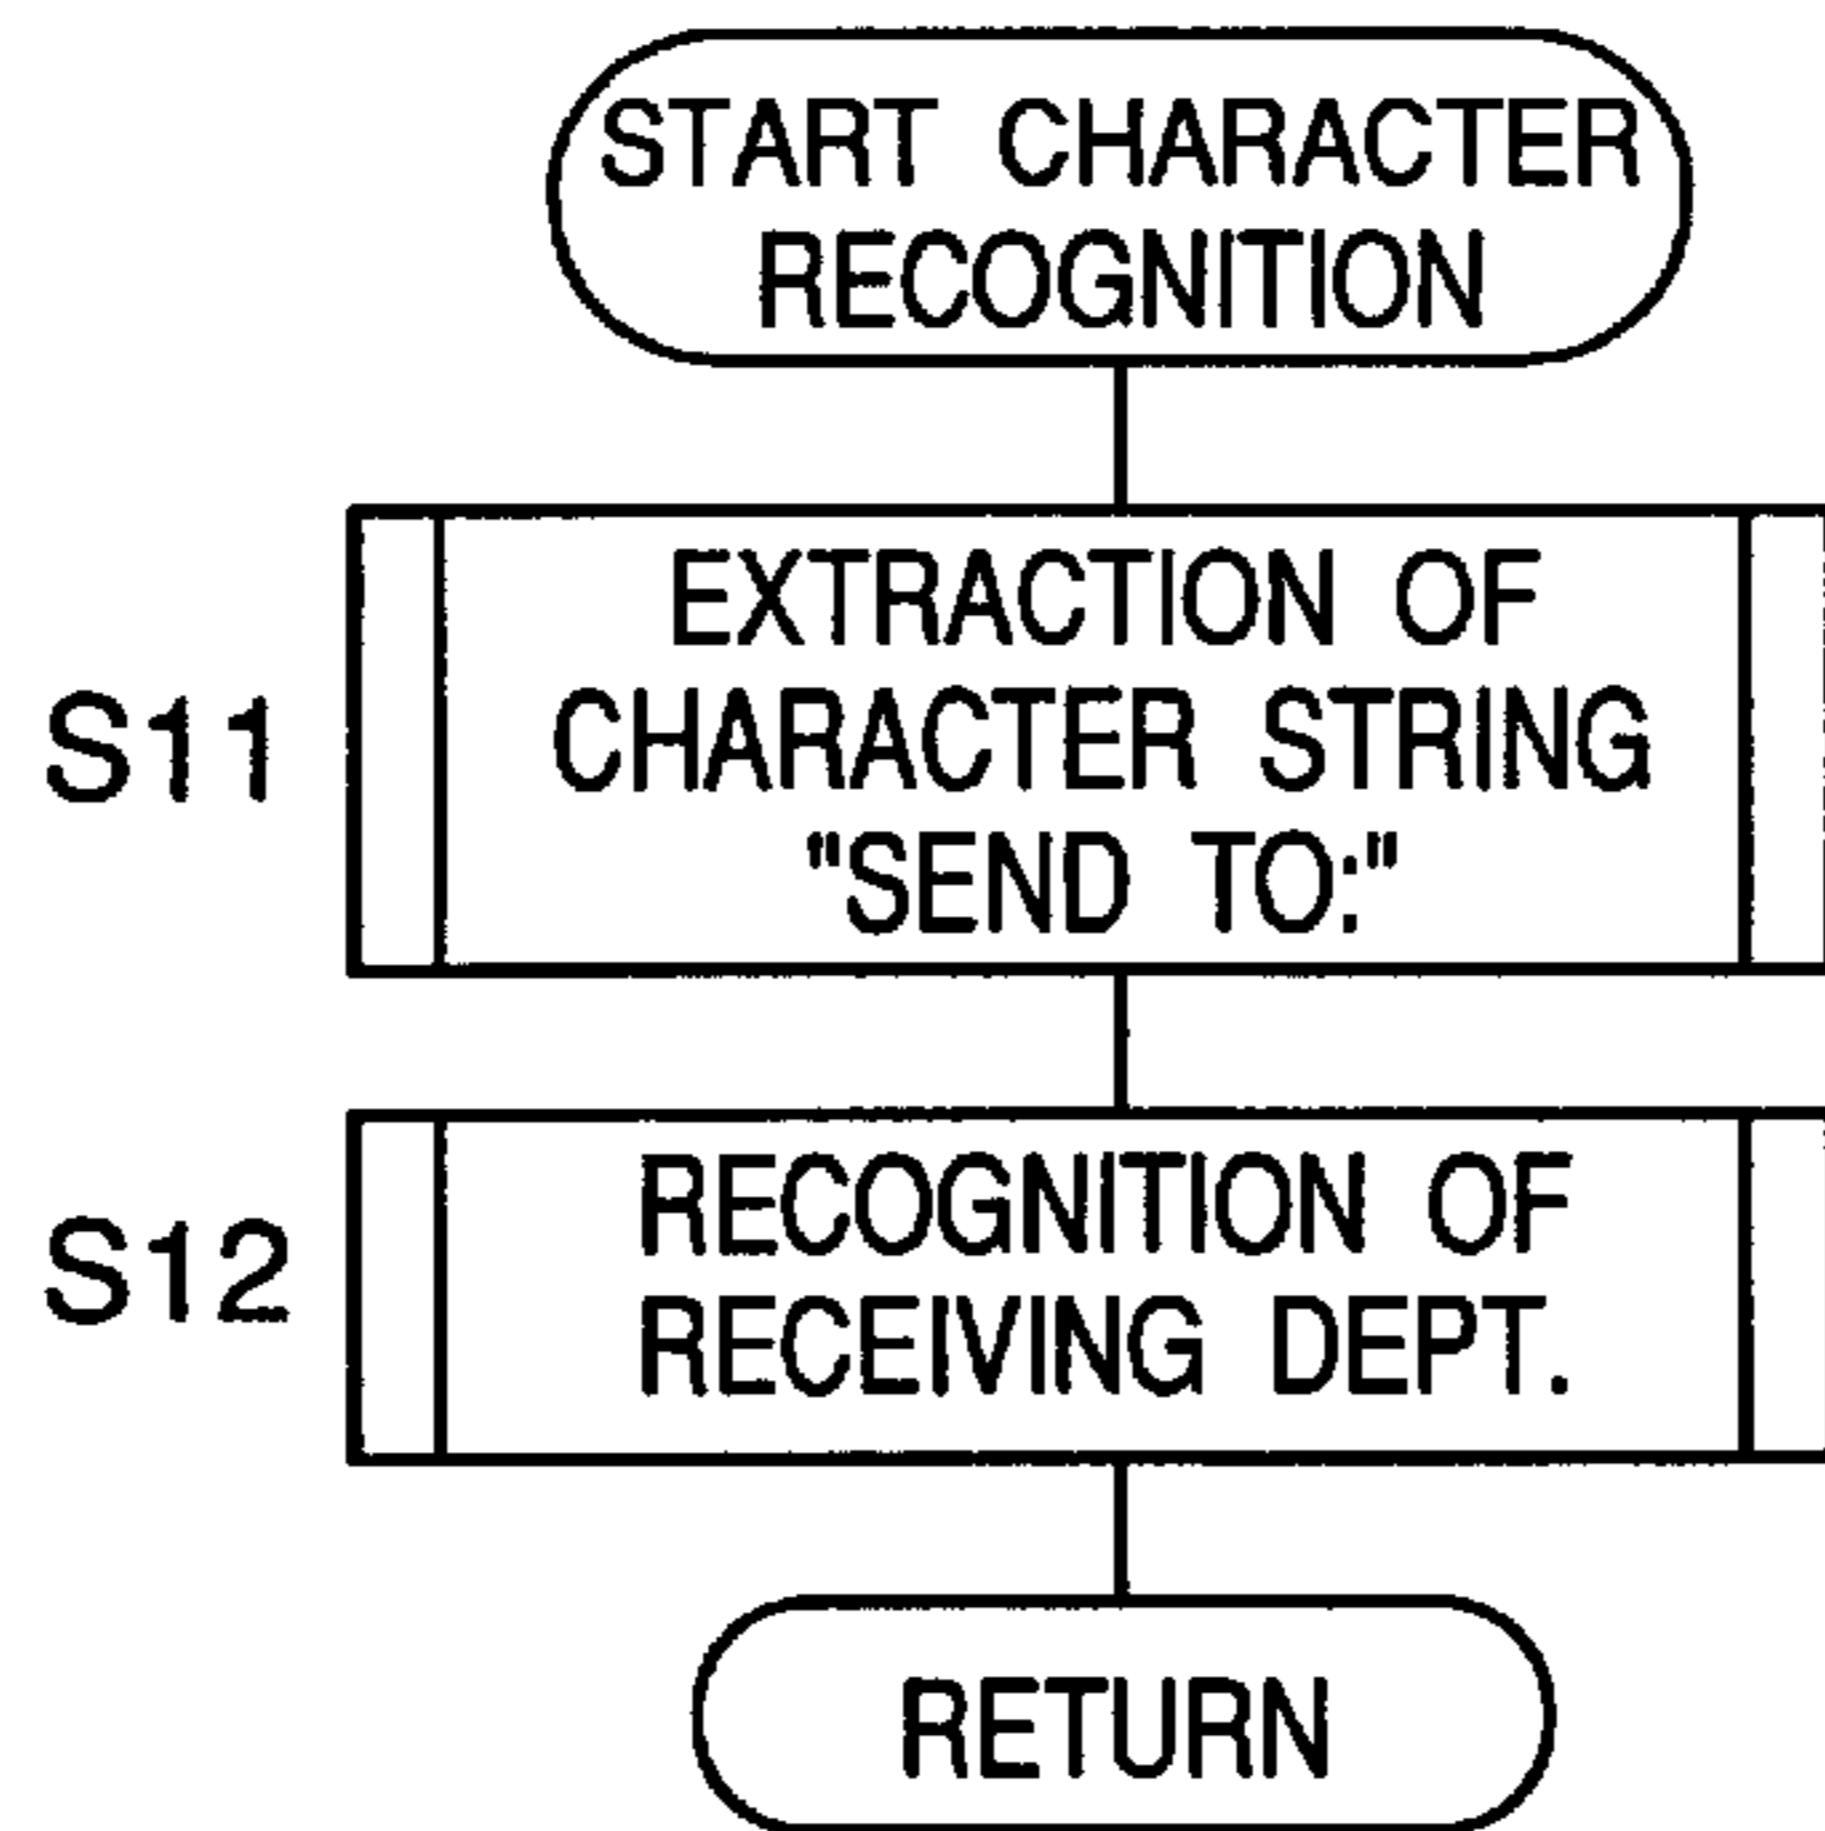 START CHARACTER
RECOGNITION
S11
EXTRACTION OF
CHARACTER STRING
"SEND TO:"
S12
RECOGNITION OF
RECEIVING DEPT.
RETURN